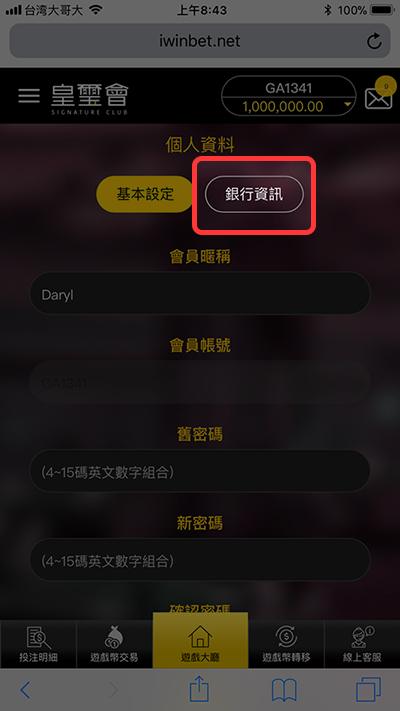 台湾大哥大 上午8:43 100%
iwinbet.net
皇璽會 GA1341
SIGNATURE CLUB 1,000,000.00 0
個人資料
基本設定 銀行資訊
會員暱稱
Daryl
會員帳號
GA1341
舊密碼
(4~15碼英文數字組合)
新密碼
(4~15碼英文數字組合)
確認密碼
投注明細 遊戲幣交易 遊戲大廳 遊戲幣轉移 線上客服